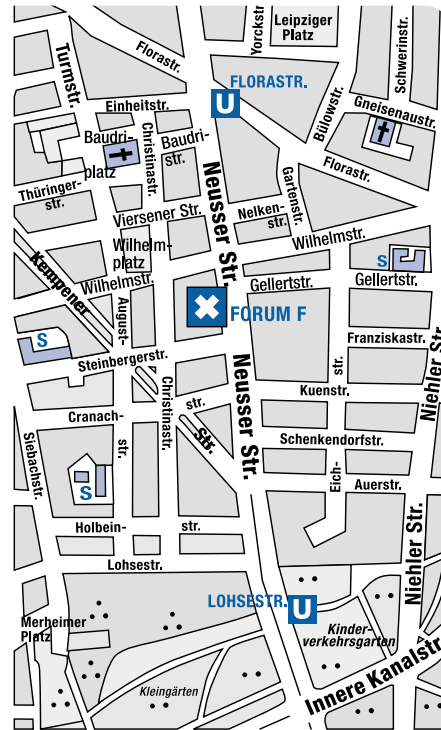 Leipziger
Platz
Yorckstr.
Schwerinstr.
Florastr.
Turmstr.
FLORASTR.
U
Gneisenaustr.
Bülowstr.
Einheitstr.
Baudri-
platz
Christinastr.
Baudri-
str.
Florastr.
Thüringer-
str.
Neusser Str.
Gartenstr.
Viersener Str.
Nelken-
str.
Wilhelm-
platz
Wilhelmstr.
S
Kempener
Wilhelmstr.
Gellertstr.
Gellertstr.
August-
FORUM F
S
Franziskastr.
Steinbergerstr.
Neusser Str.
str.
Niehler Str.
Christinastr.
Kuenstr.
Cranach-
str.
str.
Str.
Schenkendorfstr.
Siebachstr.
S
Eich-
Auerstr.
Holbein-
str.
Lohsestr.
Niehler Str.
LOHSESTR.
U
Merheimer
Platz
Kinder-
verkehrsgarten
Kleingärten
Innere Kanalstr.